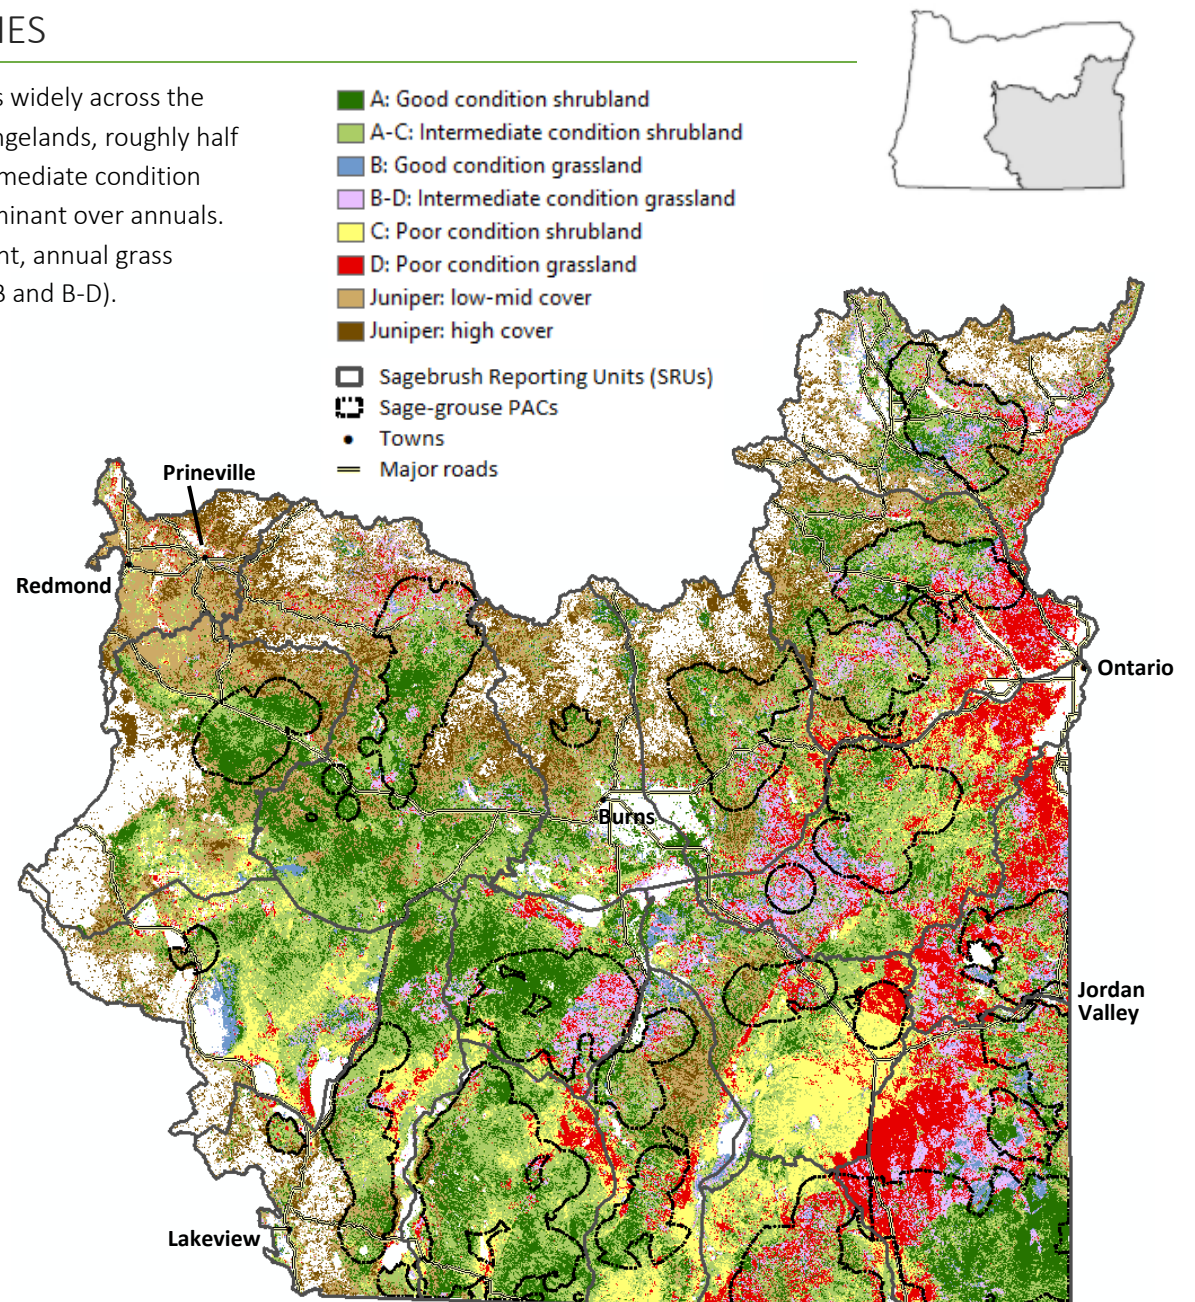 IES
s widely across the
ngelands, roughly half
mediate condition
minant over annuals.
nt, annual grass
B and B-D).
A: Good condition shrubland
A-C: Intermediate condition shrubland
B: Good condition grassland
B-D: Intermediate condition grassland
C: Poor condition shrubland
D: Poor condition grassland
Juniper: low-mid cover
Juniper: high cover
Sagebrush Reporting Units (SRUs)
Sage-grouse PACs
Towns
Major roads
Prineville
Redmond
Ontario
Burns
Jordan
Valley
Lakeview